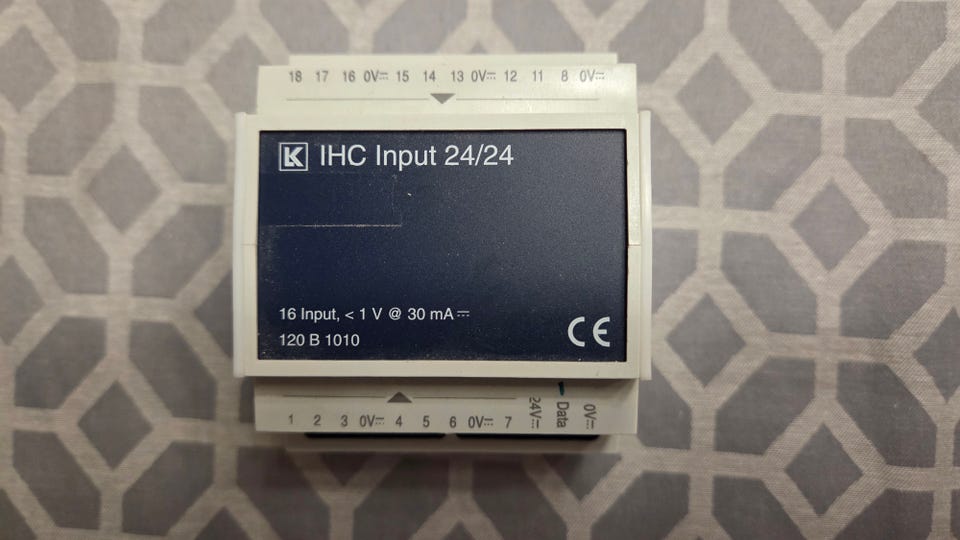 18 17 16 0V⎓ 15 14 13 0V⎓ 12 11 8 0V⎓
LK IHC Input 24/24
16 Input, < 1 V @ 30 mA⎓
120 B 1010
CE
1 2 3 0V⎓ 4 5 6 0V⎓ 7 24V⎓ Data 0V⎓